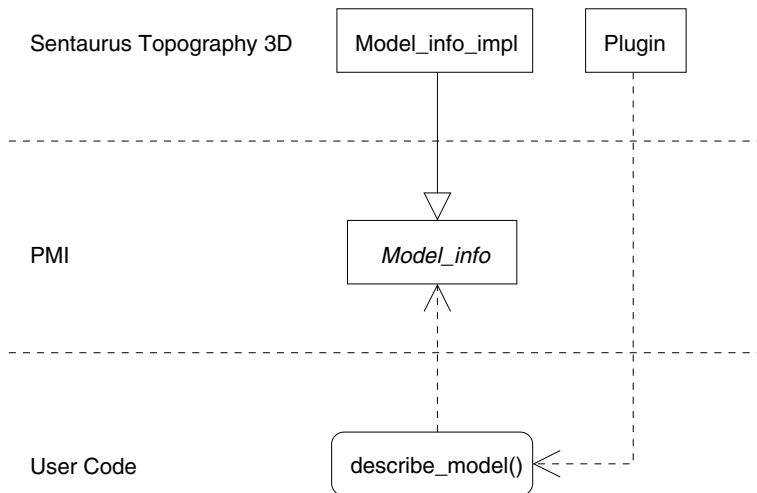 Sentaurus Topography 3D
Model_info_impl
Plugin
PMI
Model_info
User Code
describe_model()